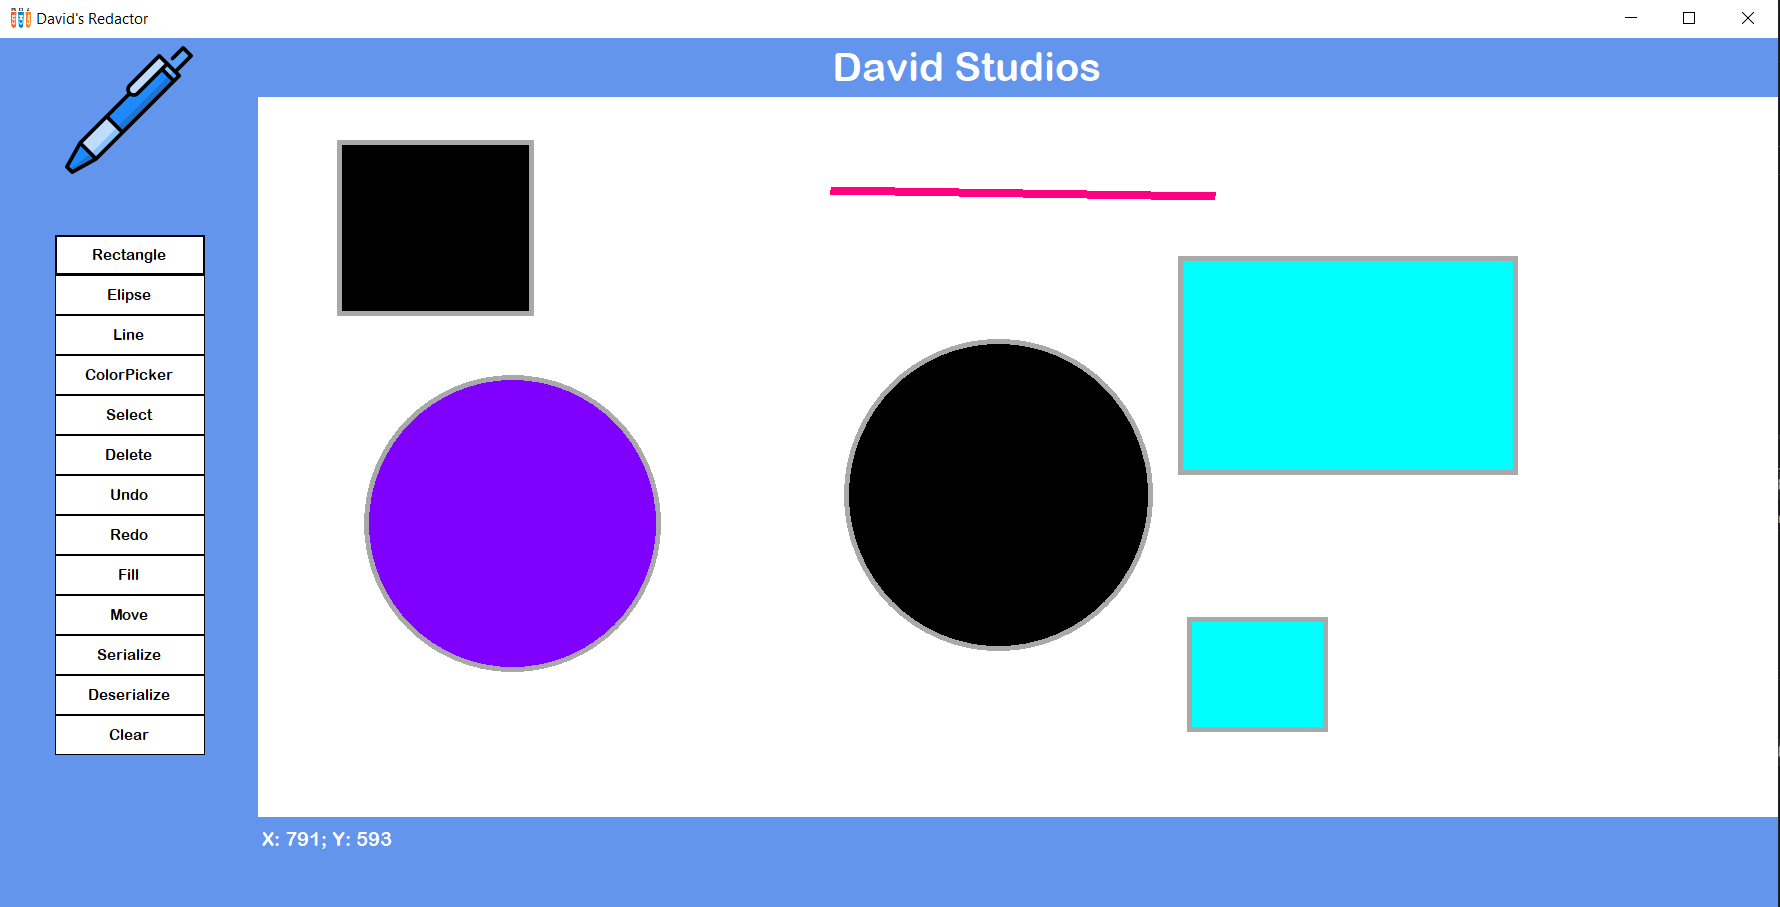 David's Redactor
David Studios
Rectangle
Elipse
Line
ColorPicker
Select
Delete
Undo
Redo
Fill
Move
Serialize
Deserialize
Clear
X: 791; Y: 593